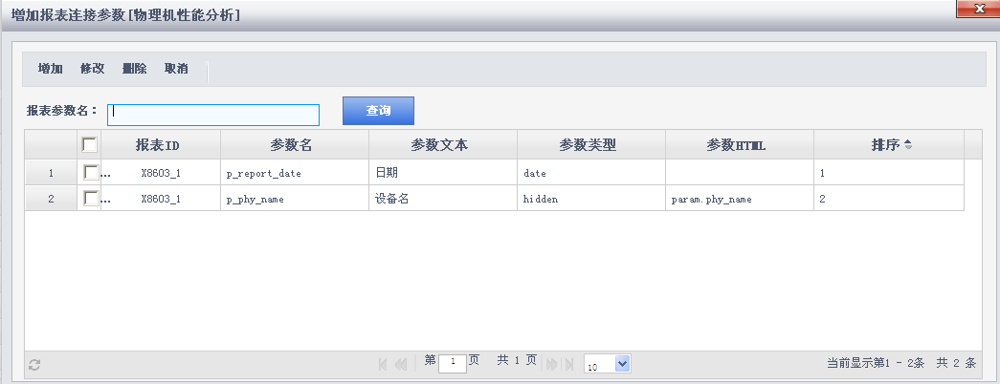 增加报表连接参数[物理机性能分析]
增加 修改 删除 取消
报表参数名： 查询
报表ID 参数名 参数文本 参数类型 参数HTML 排序
1 ... X8603_1 p_report_date 日期 date 1
2 ... X8603_1 p_phy_name 设备名 hidden param.phy_name 2
第 1 页 共 1 页 10 当前显示第1 - 2条 共 2 条